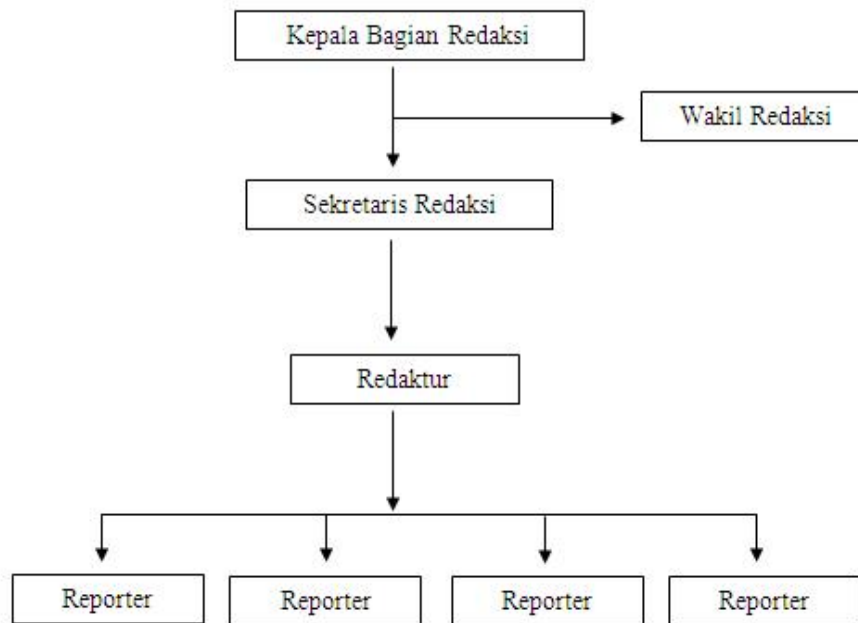 Kepala Bagian Redaksi
Wakil Redaksi
Sekretaris Redaksi
Redaktur
Reporter
Reporter
Reporter
Reporter